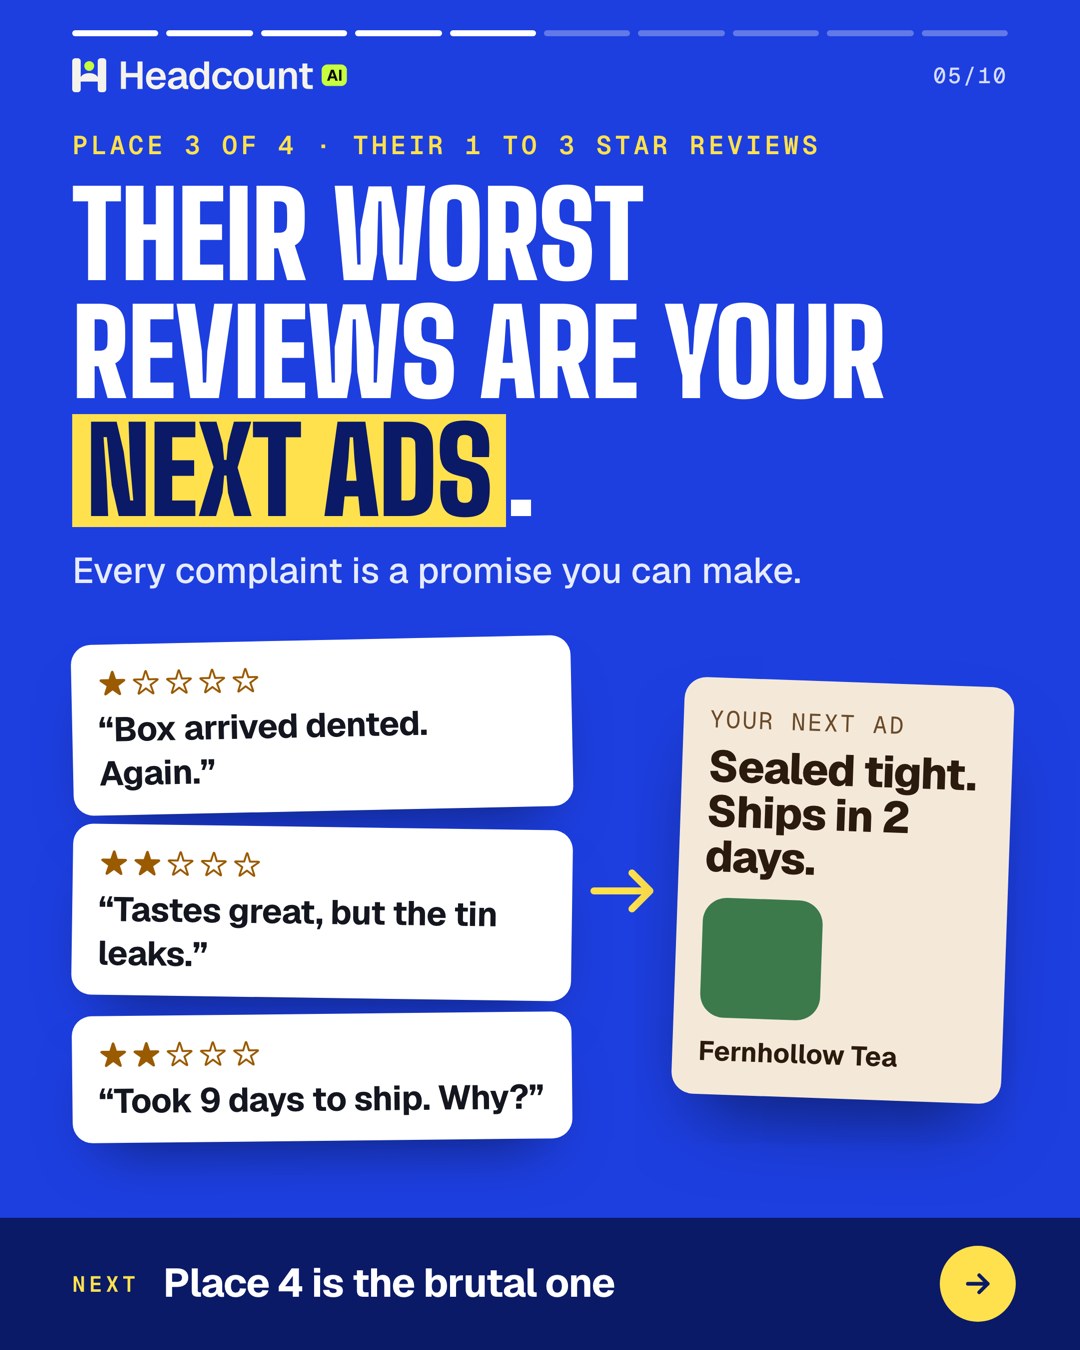 Headcount AI
05/10
PLACE 3 OF 4 · THEIR 1 TO 3 STAR REVIEWS
THEIR WORST
REVIEWS ARE YOUR
NEXT ADS.
Every complaint is a promise you can make.
“Box arrived dented.
Again.”
“Tastes great, but the tin
leaks.”
“Took 9 days to ship. Why?”
YOUR NEXT AD
Sealed tight.
Ships in 2
days.
Fernhollow Tea
NEXT Place 4 is the brutal one